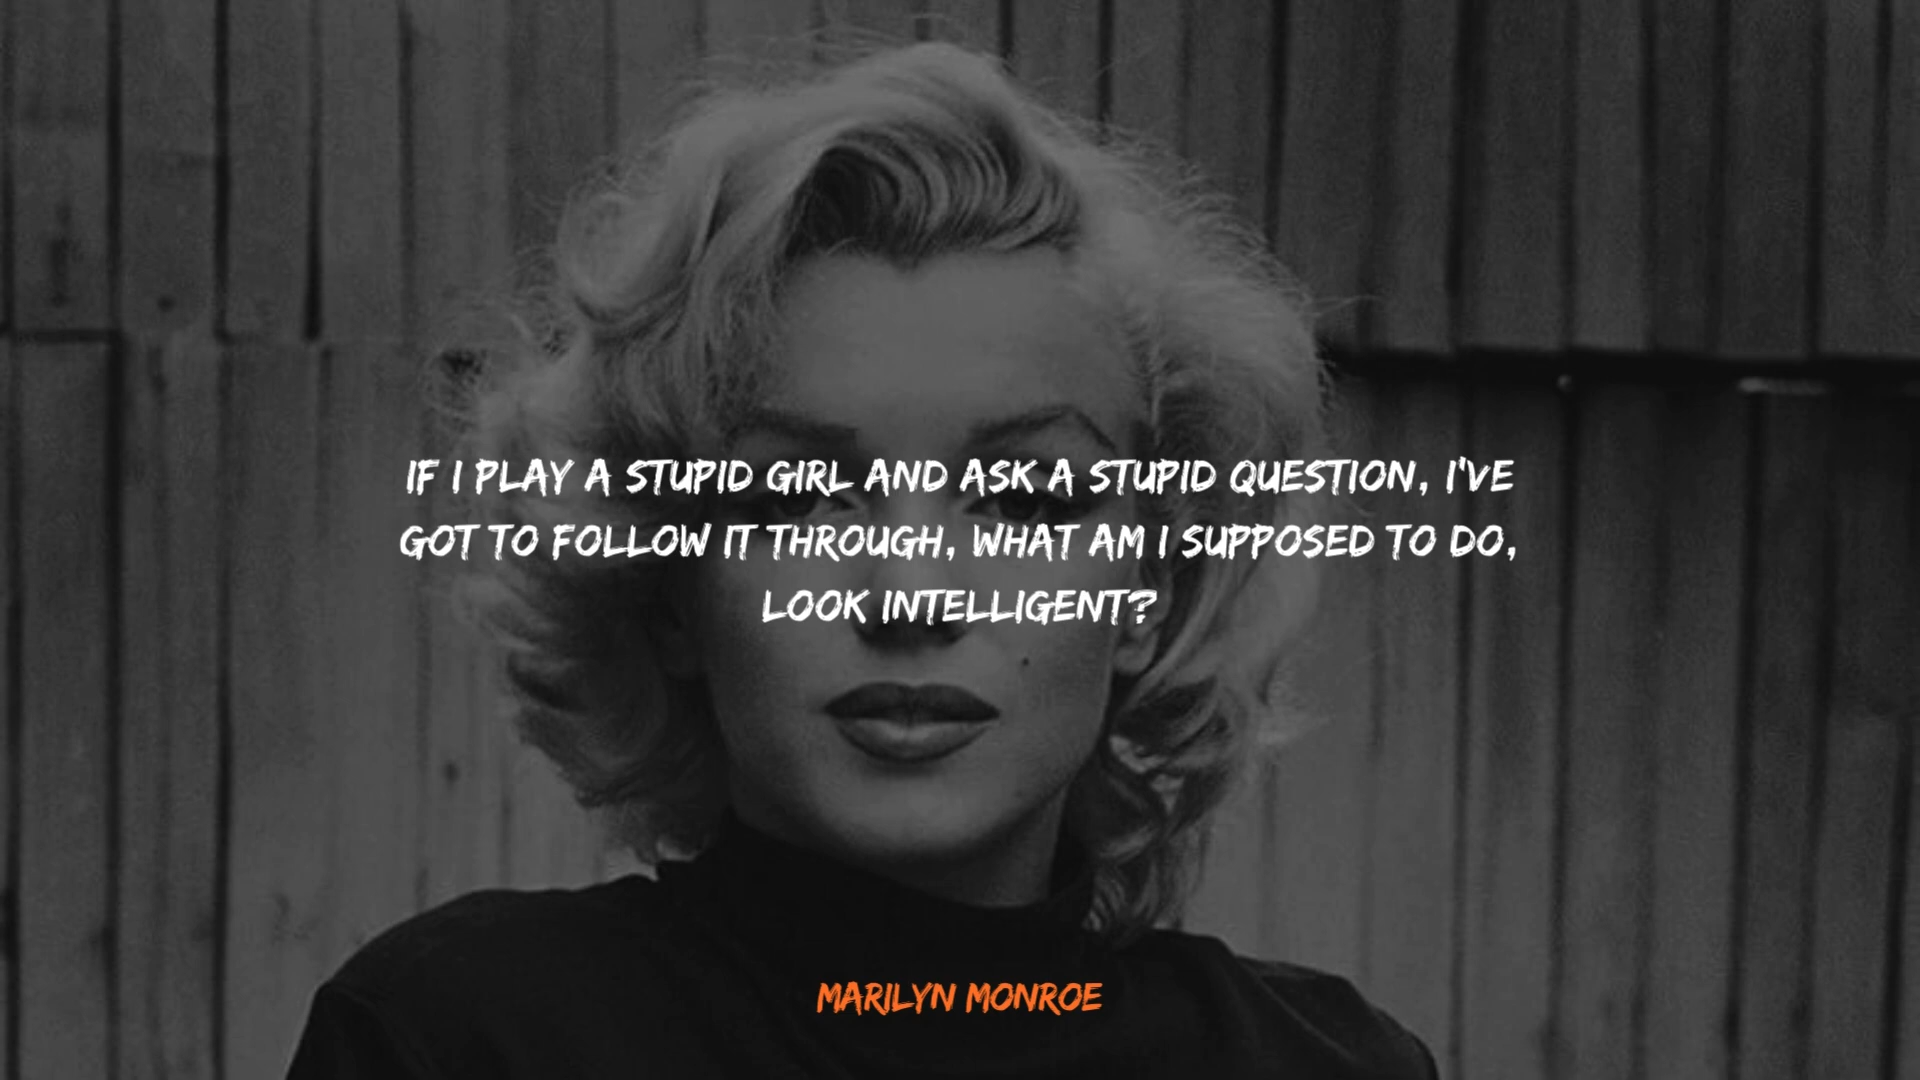 IF I PLAY A STUPID GIRL AND ASK A STUPID QUESTION, I'VE
GOT TO FOLLOW IT THROUGH, WHAT AM I SUPPOSED TO DO,
LOOK INTELLIGENT?
MARILYN MONROE